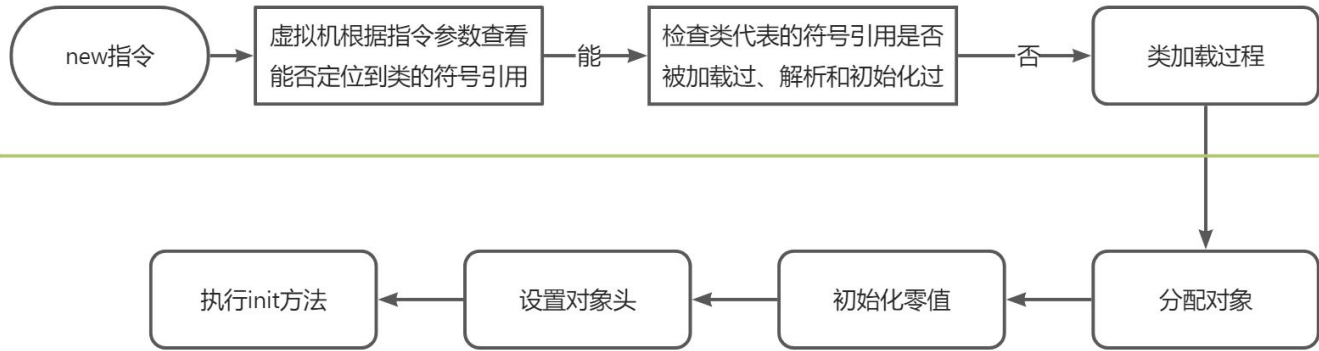 new指令
虚拟机根据指令参数查看
能否定位到类的符号引用
能
检查类代表的符号引用是否
被加载过、解析和初始化过
否
类加载过程
分配对象
初始化零值
设置对象头
执行init方法